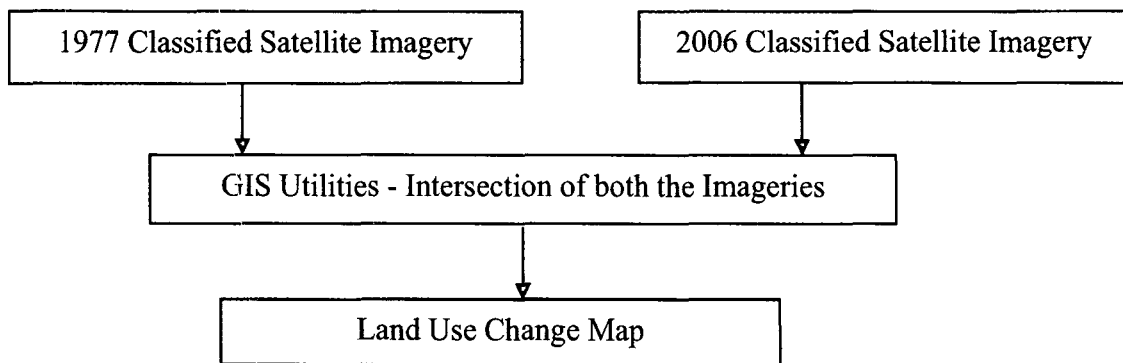 1977 Classified Satellite Imagery
2006 Classified Satellite Imagery
GIS Utilities - Intersection of both the Imageries
Land Use Change Map